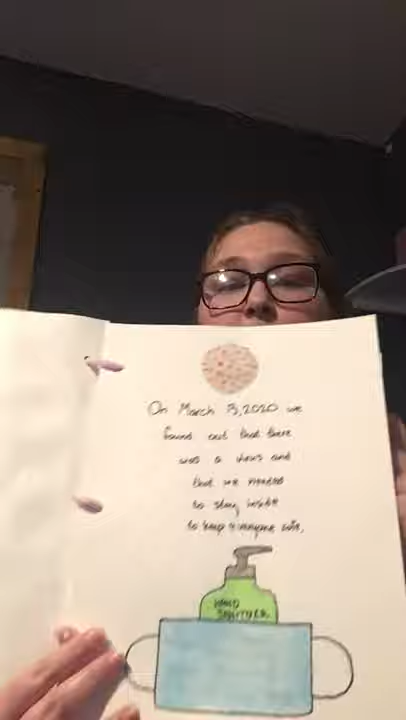 On March 13, 2020 we
found out that there
was a virus and
that we needed
to stay inside
to keep everyone safe.
HAND
SANITIZER